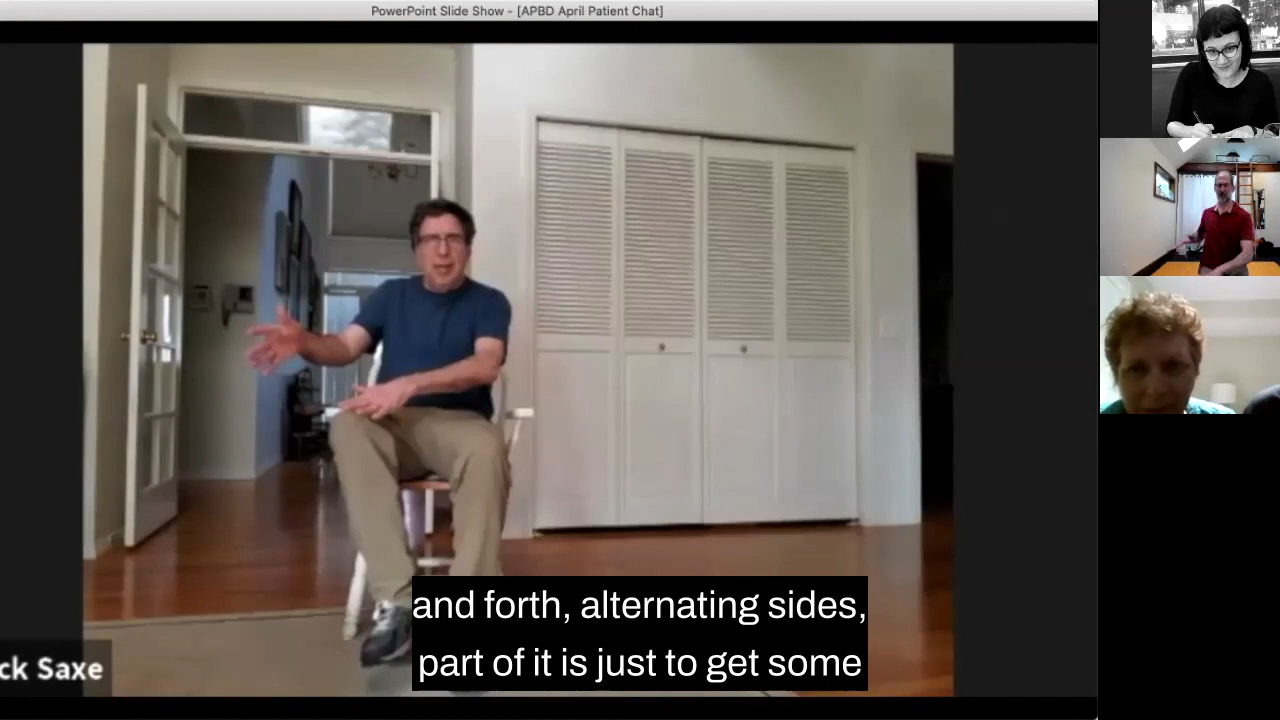 PowerPoint Slide Show - [APBD April Patient Chat]
and forth, alternating sides,
part of it is just to get some
ck Saxe